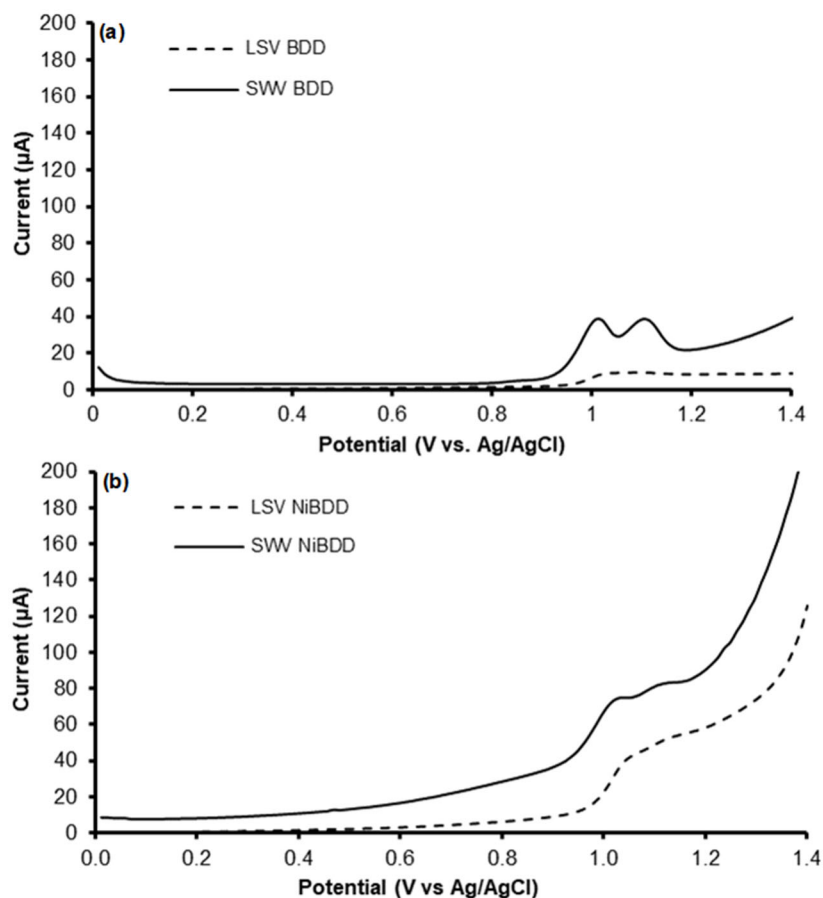 (a)
LSV BDD
SWV BDD
200
180
160
140
120
100
80
60
40
20
0
Current (µA)
0 0.2 0.4 0.6 0.8 1 1.2 1.4
Potential (V vs. Ag/AgCl)
(b)
LSV NiBDD
SWV NiBDD
200
180
160
140
120
100
80
60
40
20
0
Current (µA)
0.0 0.2 0.4 0.6 0.8 1.0 1.2 1.4
Potential (V vs Ag/AgCl)